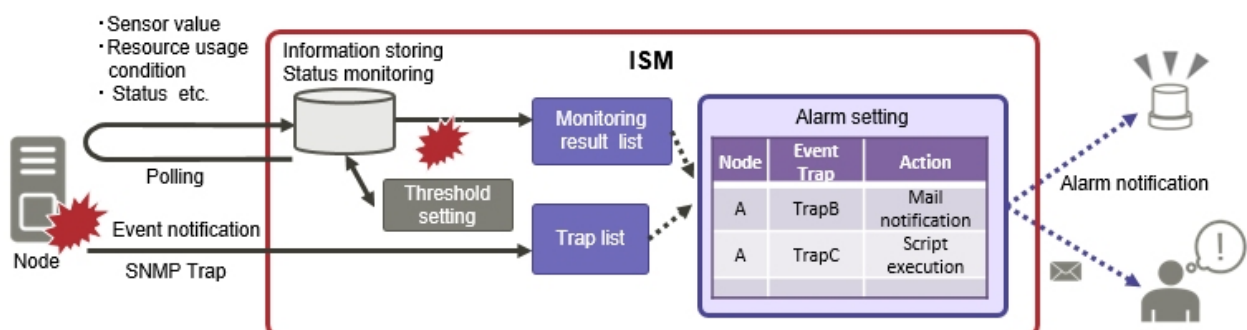 ・Sensor value
・Resource usage
condition
・Status etc.
Information storing
Status monitoring
ISM
Polling
Threshold
setting
Monitoring
result list
Alarm setting
Node
Event
Trap
Action
A
TrapB
Mail
notification
A
TrapC
Script
execution
Alarm notification
Node
Event notification
SNMP Trap
Trap list
!